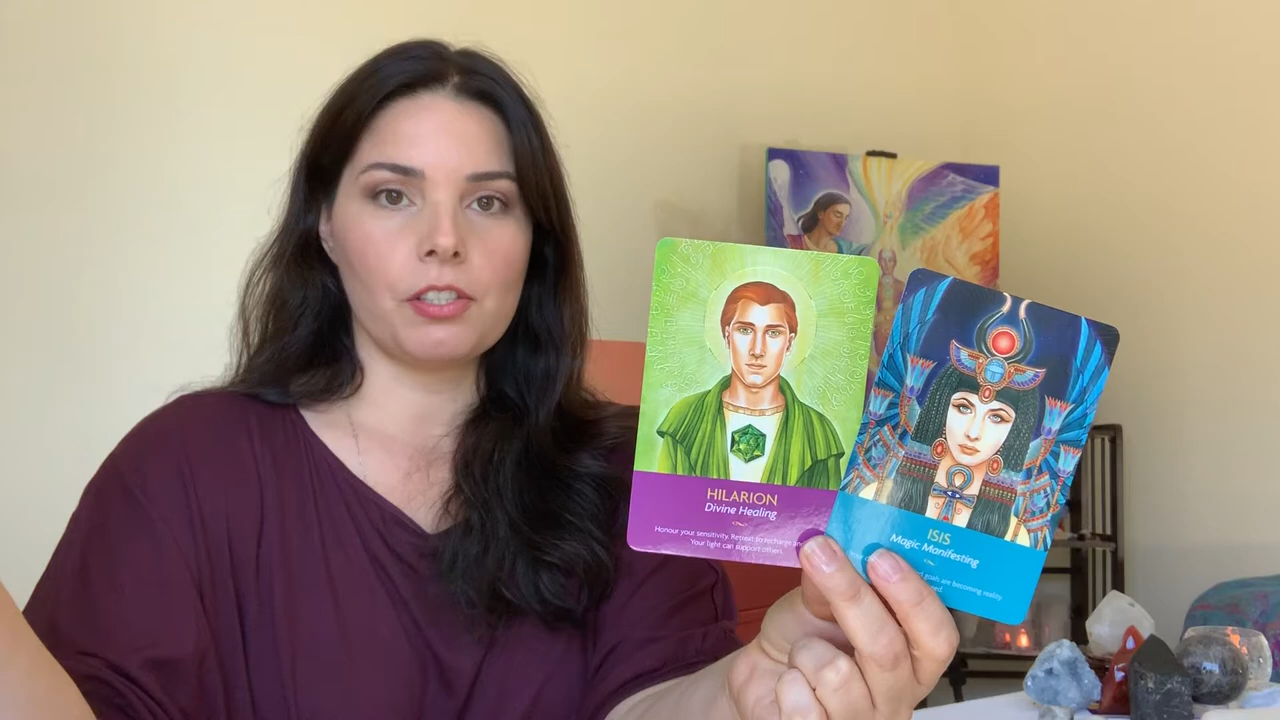 HILARION
Divine Healing
Honour your sensitivity. Retreat to recharge and
Your light can support others.
ISIS
Magic Manifesting
goals are becoming reality